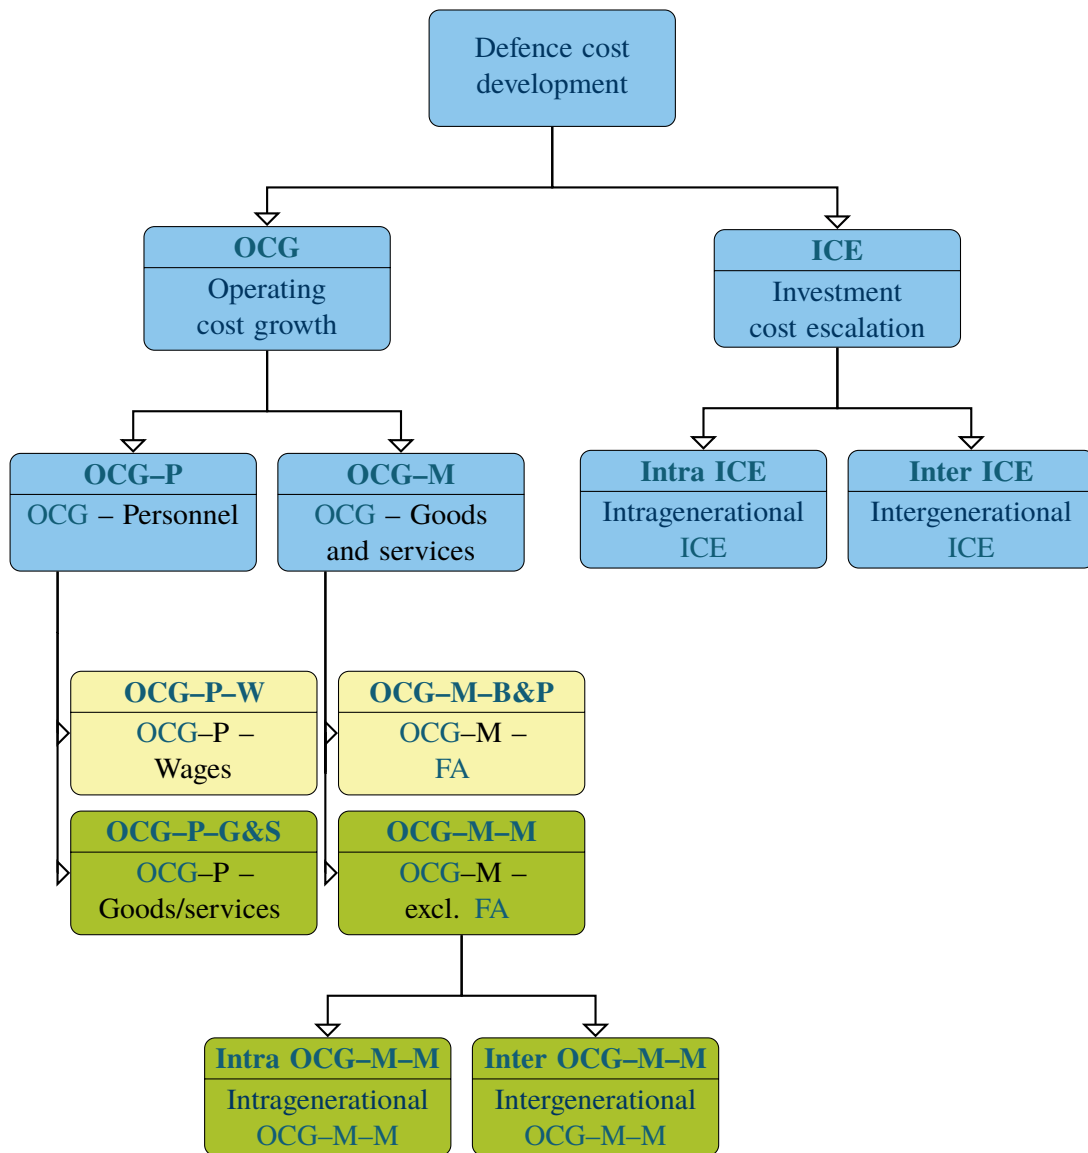 Defence cost
development
OCG
Operating
cost growth
ICE
Investment
cost escalation
OCG–P
OCG – Personnel
OCG–M
OCG – Goods
and services
Intra ICE
Intragenerational
ICE
Inter ICE
Intergenerational
ICE
OCG–P–W
OCG–P –
Wages
OCG–M–B&P
OCG–M –
FA
OCG–P–G&S
OCG–P –
Goods/services
OCG–M–M
OCG–M –
excl. FA
Intra OCG–M–M
Intragenerational
OCG–M–M
Inter OCG–M–M
Intergenerational
OCG–M–M